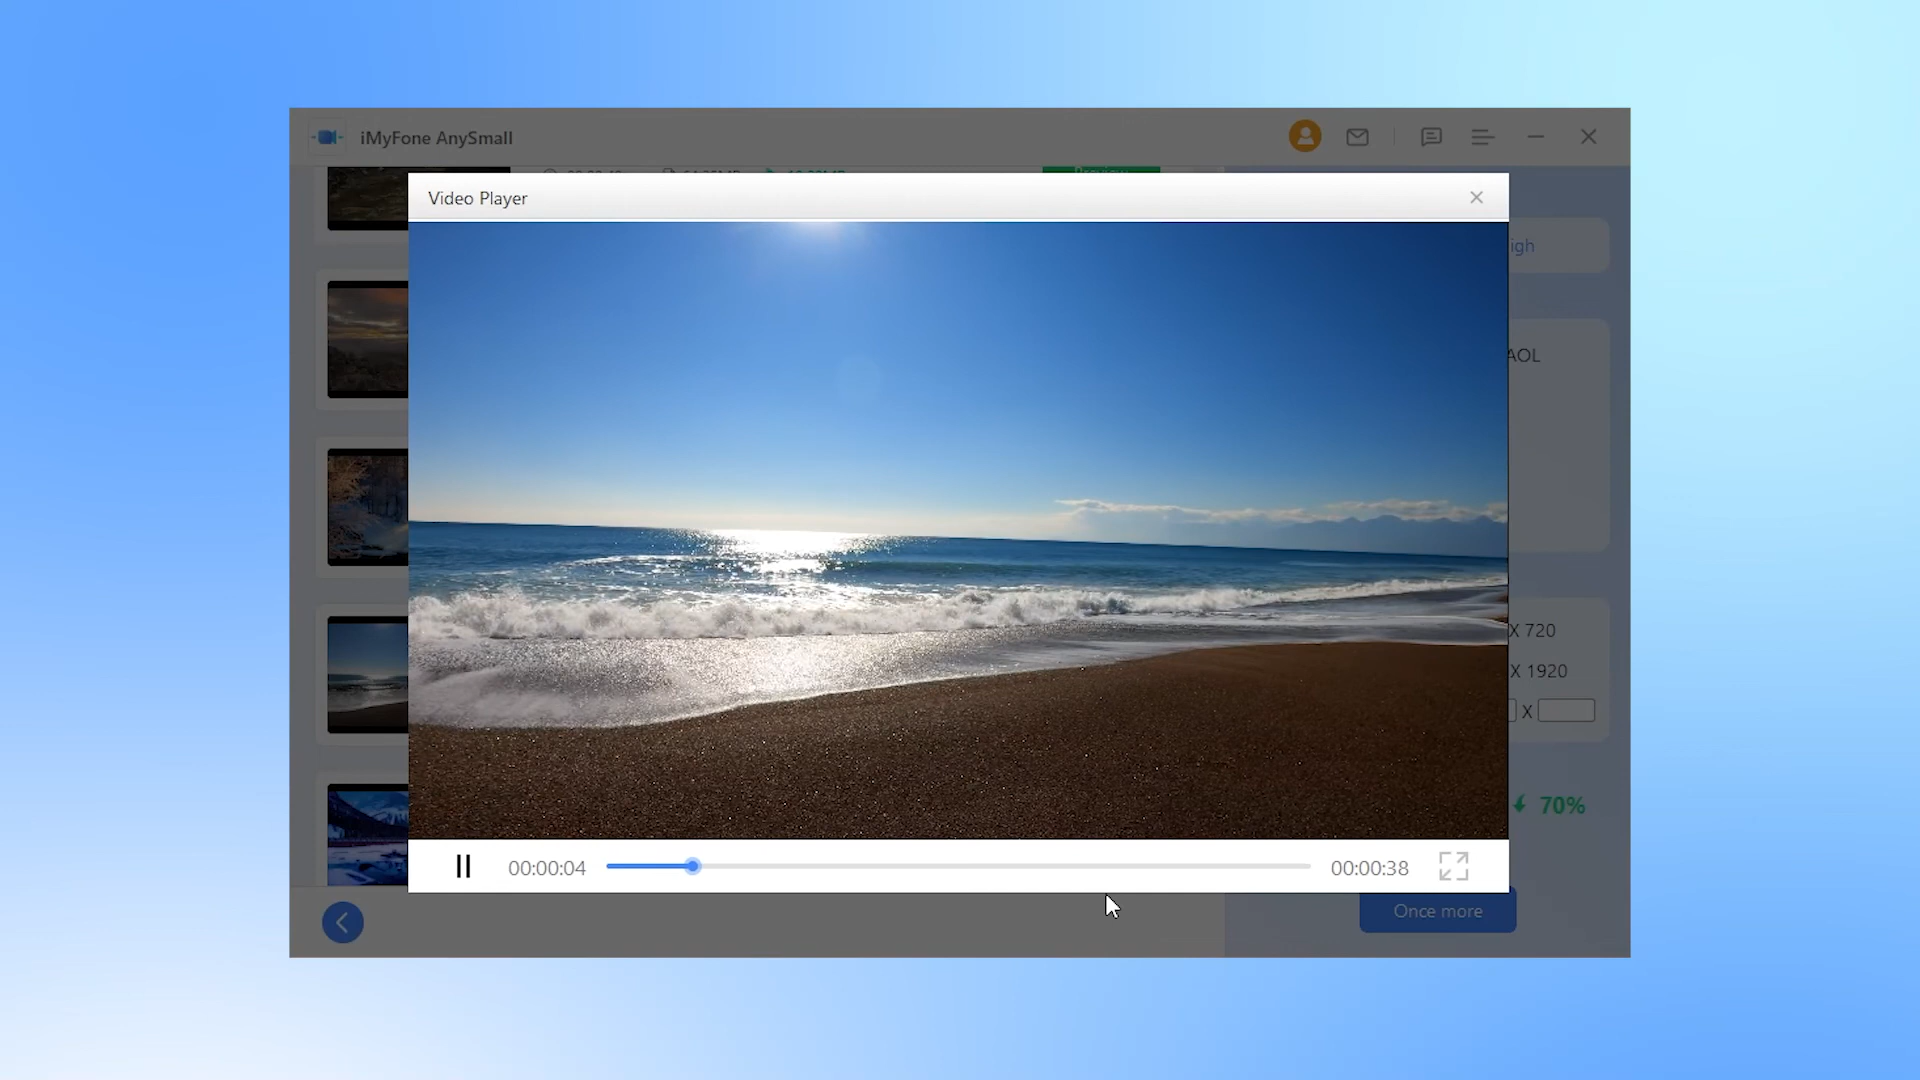 iMyFone AnySmall
Video Player
igh
AOL
X 720
X 1920
X
70%
00:00:04
00:00:38
Once more